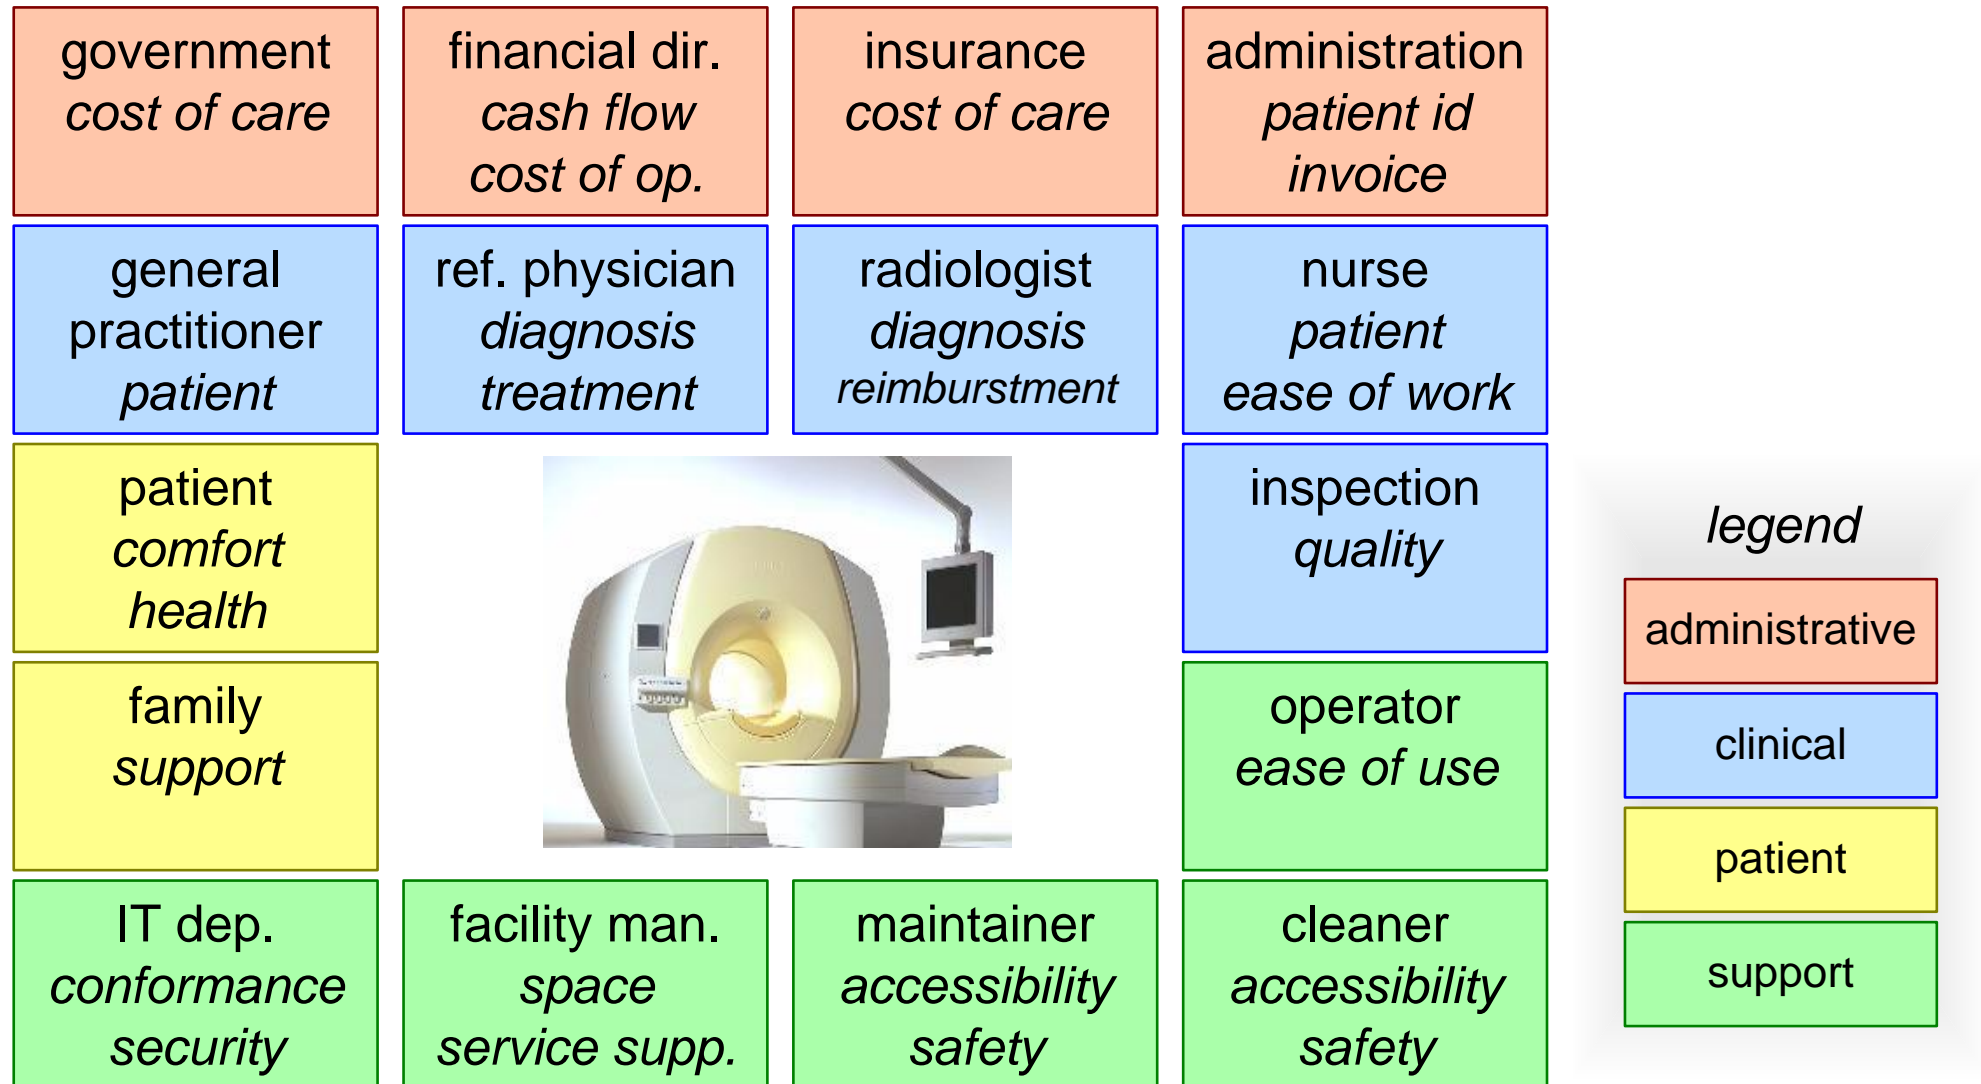 government
cost of care
financial dir.
cash flow
cost of op.
insurance
cost of care
administration
patient id
invoice
general
practitioner
patient
ref. physician
diagnosis
treatment
radiologist
diagnosis
reimburstment
nurse
patient
ease of work
patient
comfort
health
inspection
quality
family
support
operator
ease of use
IT dep.
conformance
security
facility man.
space
service supp.
maintainer
accessibility
safety
cleaner
accessibility
safety
legend
administrative
clinical
patient
support